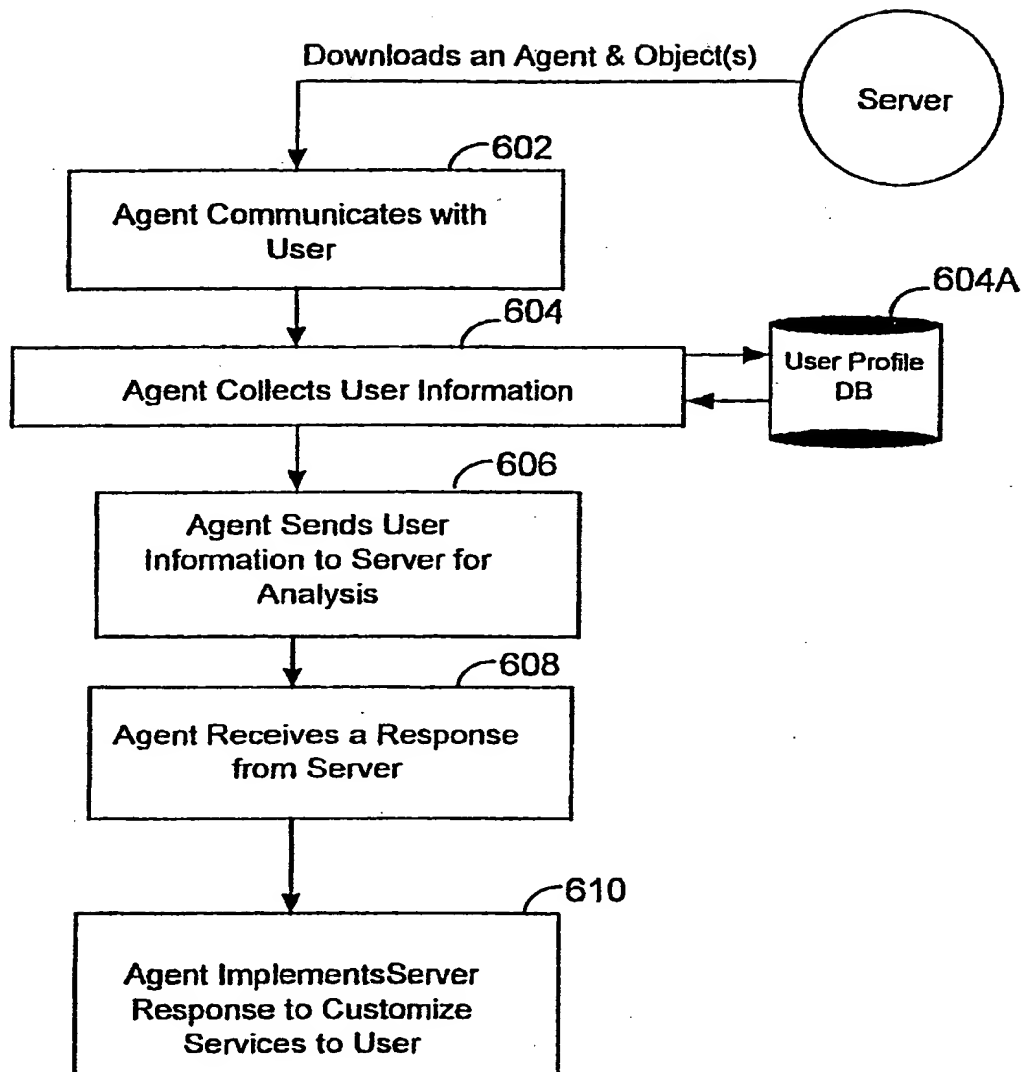 Downloads an Agent & Object(s)
Server
602
Agent Communicates with
User
604
Agent Collects User Information
604A
User Profile
DB
606
Agent Sends User
Information to Server for
Analysis
608
Agent Receives a Response
from Server
610
Agent ImplementsServer
Response to Customize
Services to User